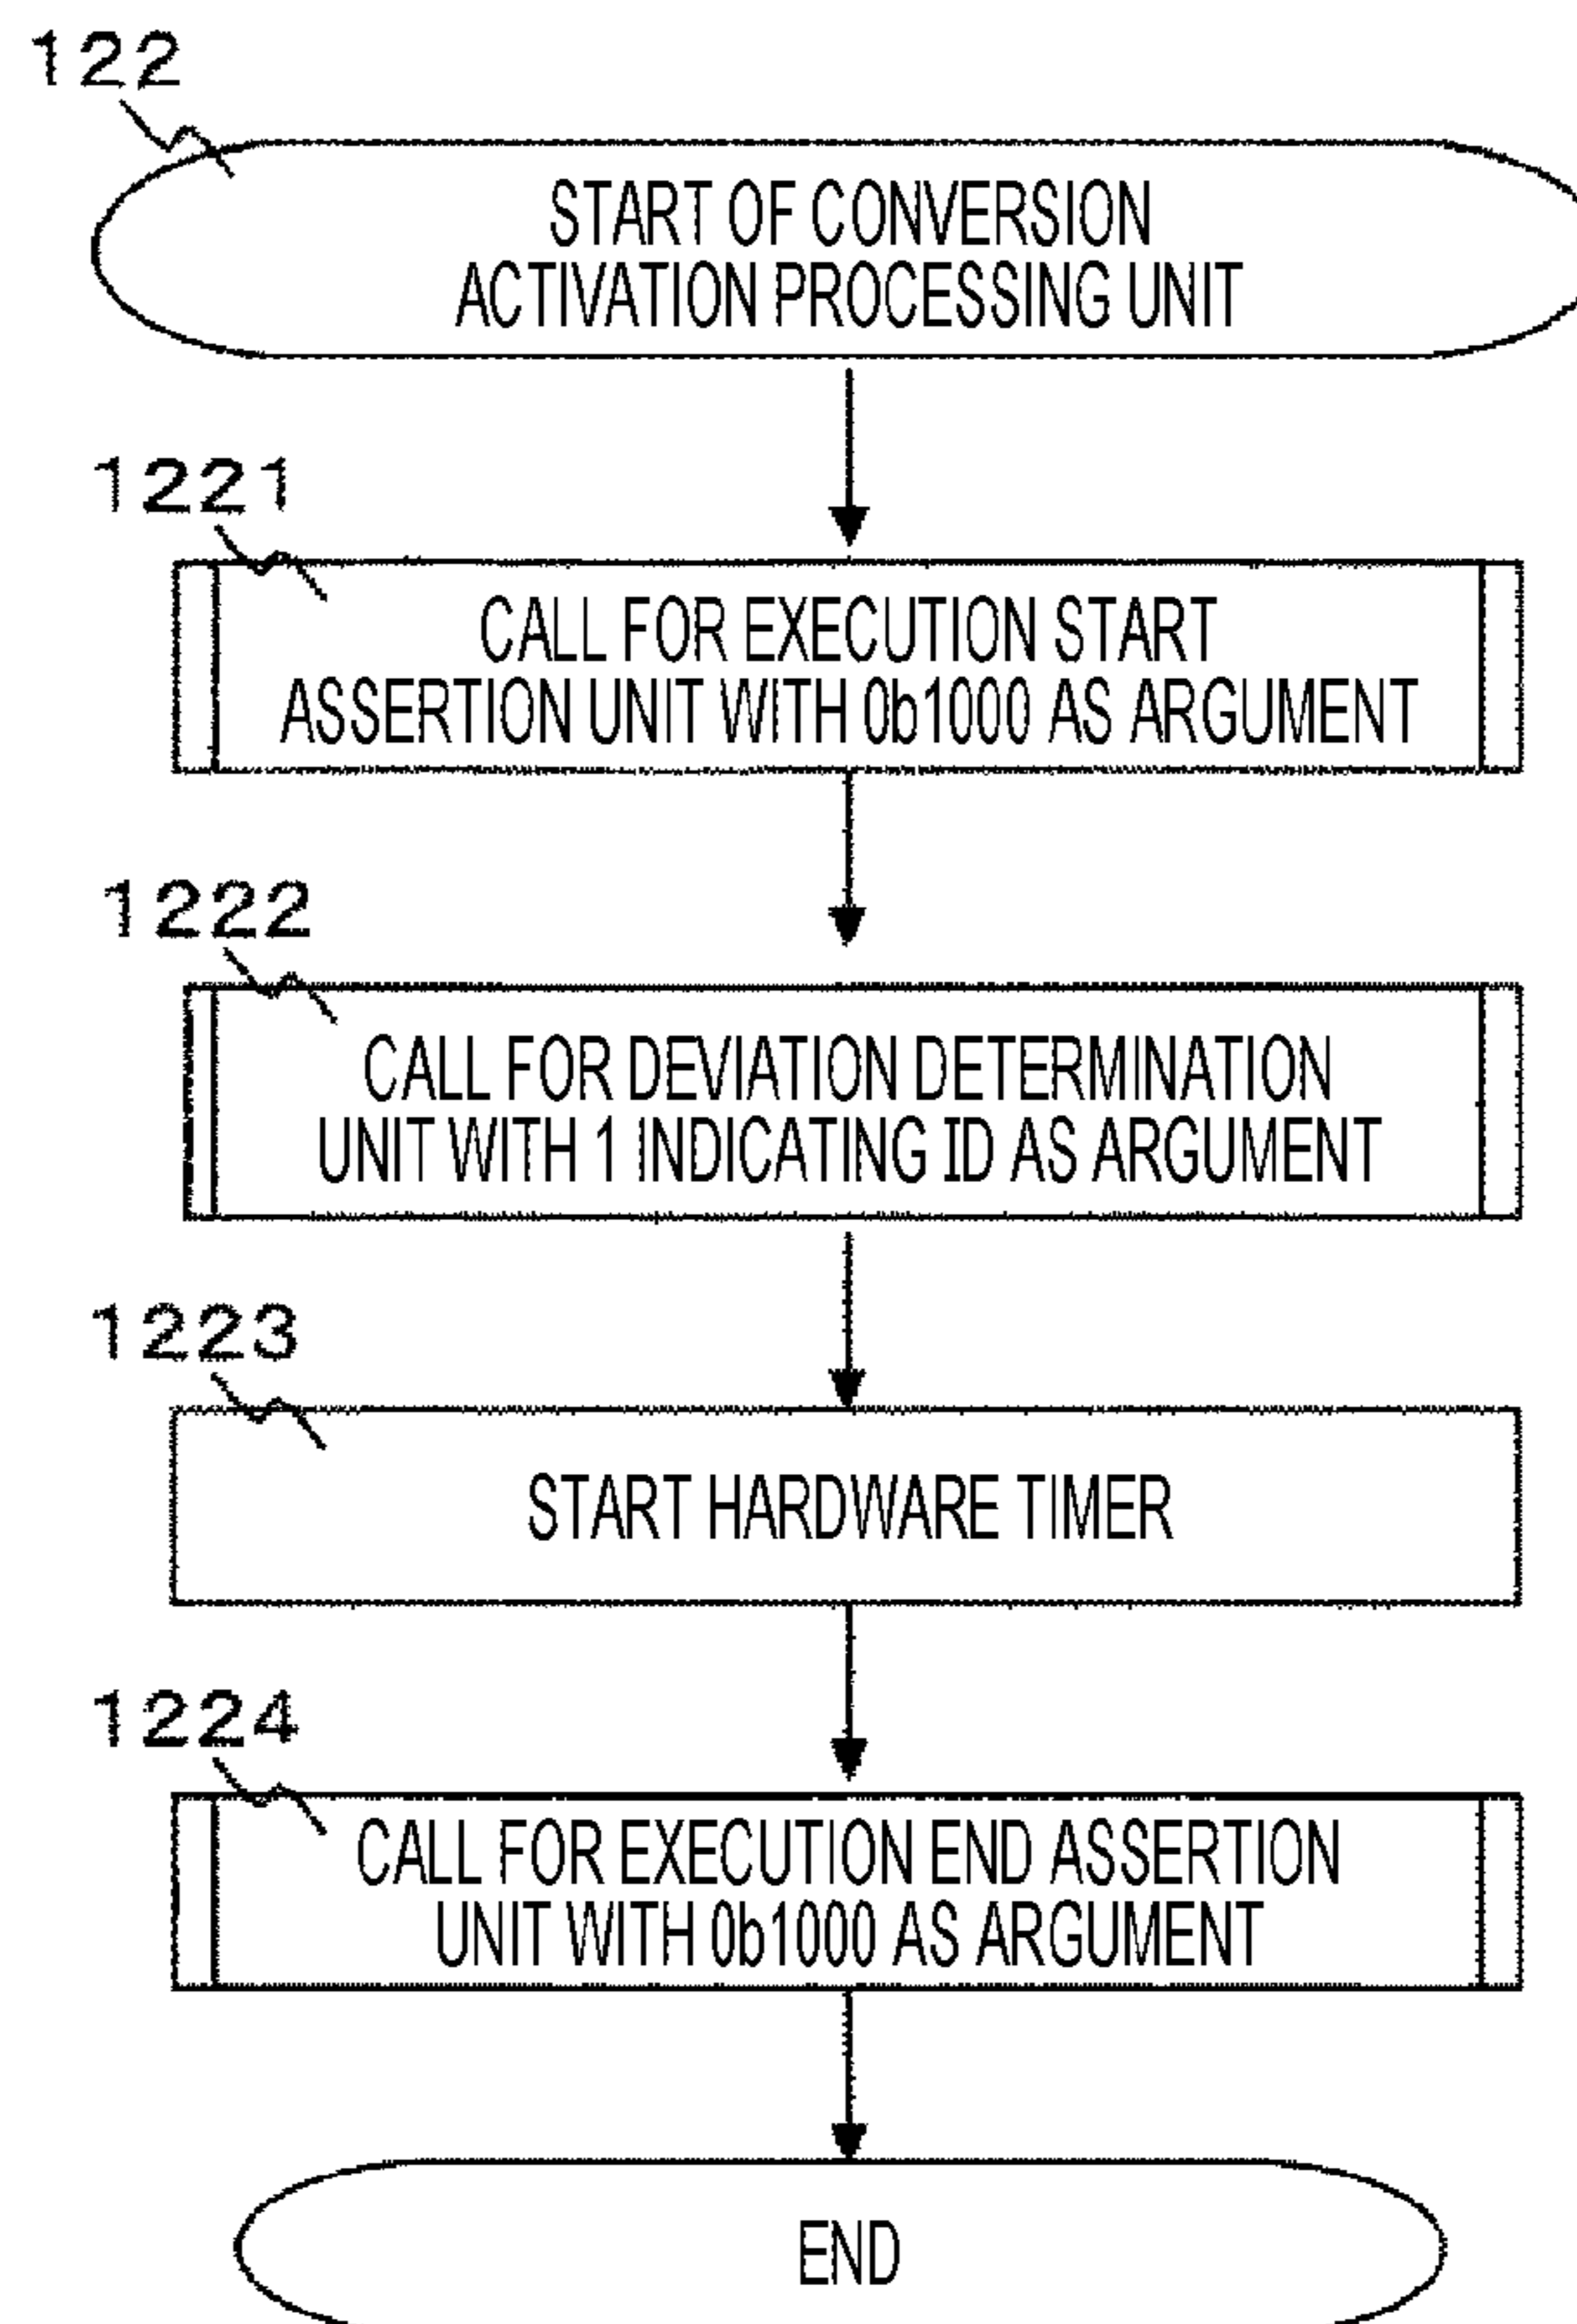 122
START OF CONVERSION
ACTIVATION PROCESSING UNIT
1221
CALL FOR EXECUTION START
ASSERTION UNIT WITH 0b1000 AS ARGUMENT
1222
CALL FOR DEVIATION DETERMINATION
UNIT WITH 1 INDICATING ID AS ARGUMENT
1223
START HARDWARE TIMER
1224
CALL FOR EXECUTION END ASSERTION
UNIT WITH 0b1000 AS ARGUMENT
END